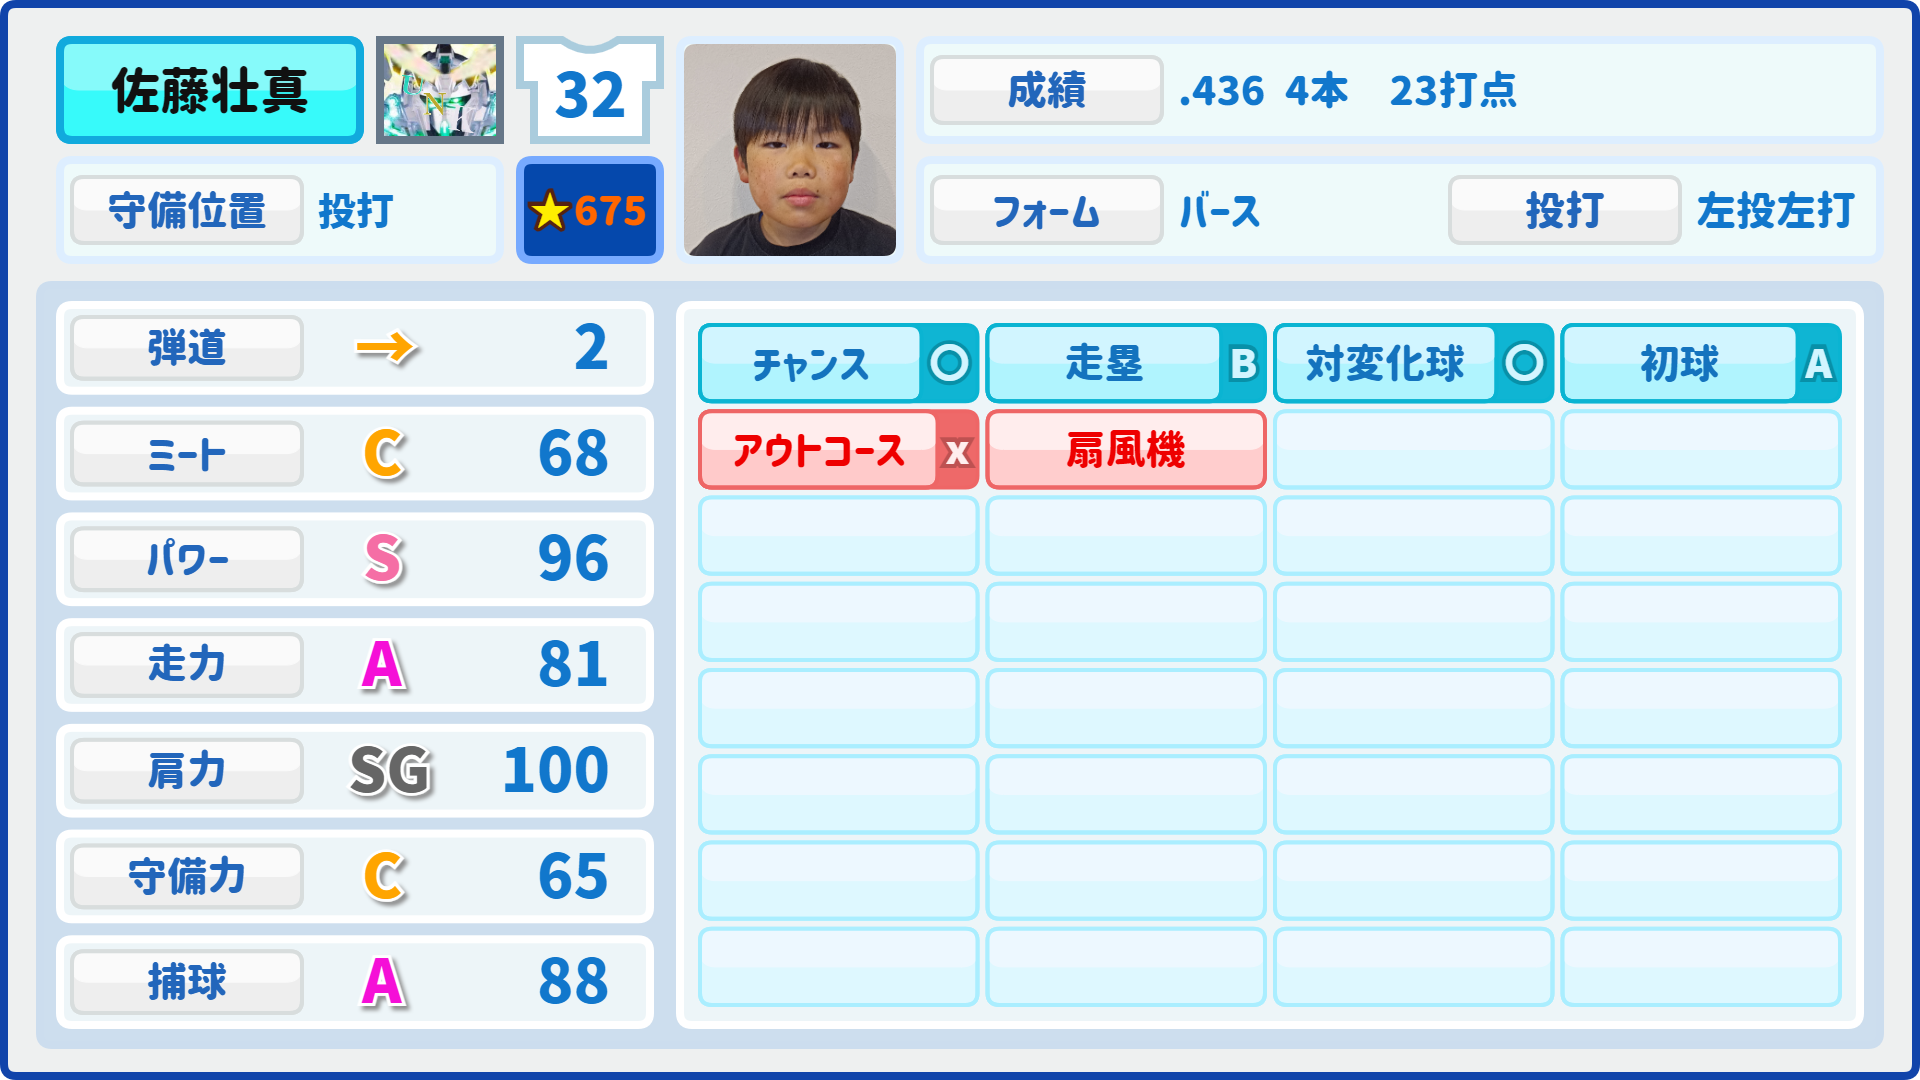 佐藤壮真
32
成績 .436 4本 23打点
守備位置 投打
★675
フォーム バース 投打 左投左打
弾道 → 2
ミート C 68
パワー S 96
走力 A 81
肩力 SG 100
守備力 C 65
捕球 A 88
チャンス ○ 走塁 B 対変化球 ○ 初球 A
アウトコース x 扇風機